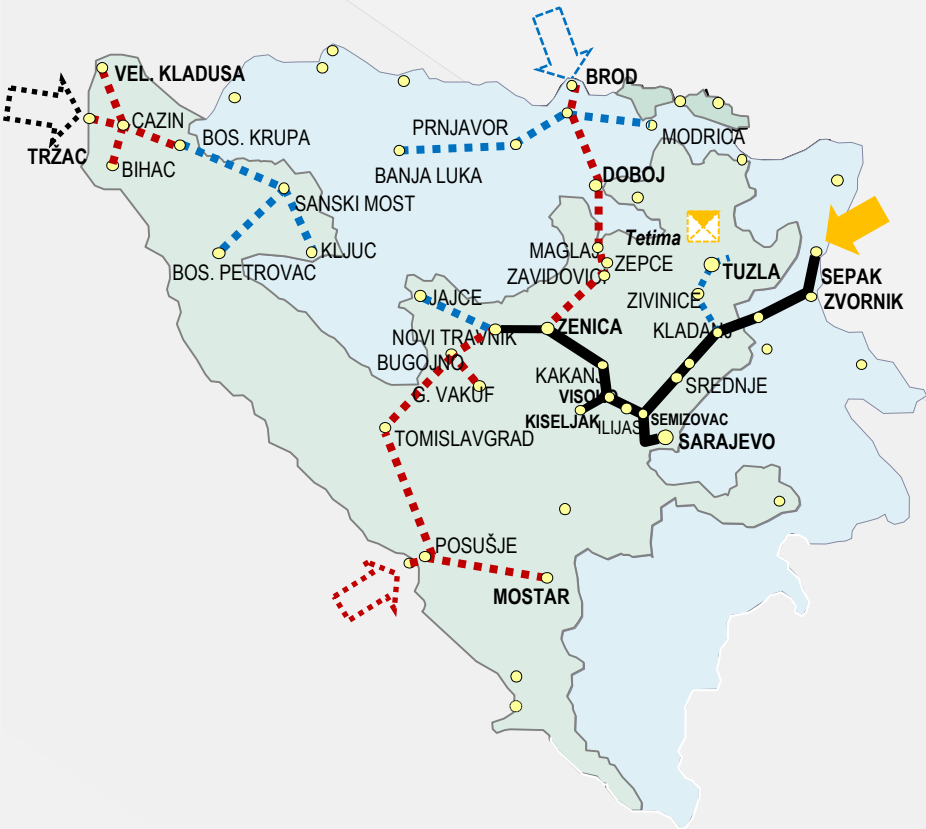 VEL. KLADUSA
BROD
CAZIN
PRNJAVOR
MODRICA
BOS. KRUPA
TRŽAC
BIHAC
BANJA LUKA
DOBOJ
SANSKI MOST
Tetima
MAGLAJ
KLJUC
ZEPCE
BOS. PETROVAC
ZAVIDOVICI
TUZLA
SEPAK
JAJCE
ZIVINICE
ZVORNIK
NOVI TRAVNIK
ZENICA
KLADANJ
BUGOJNO
KAKANJ
SREDNJE
G. VAKUF
VISOKO
KISELJAK
ILIJAS
SEMIZOVAC
TOMISLAVGRAD
SARAJEVO
POSUŠJE
MOSTAR